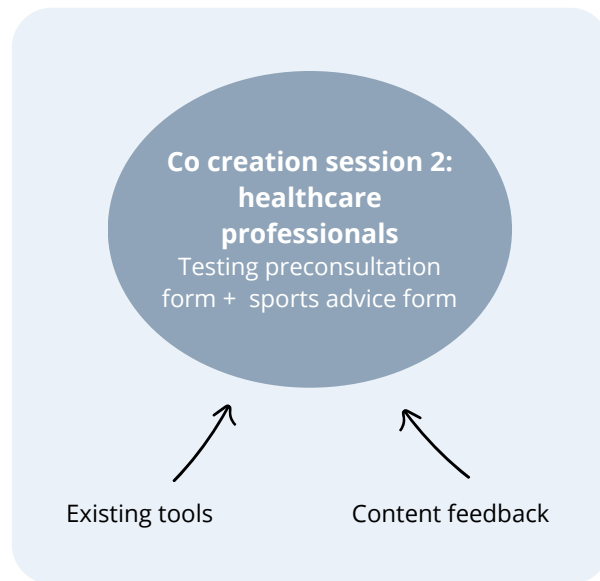 Co creation session 2:
healthcare
professionals
Testing preconsultation
form +  sports advice form
Existing tools
Content feedback